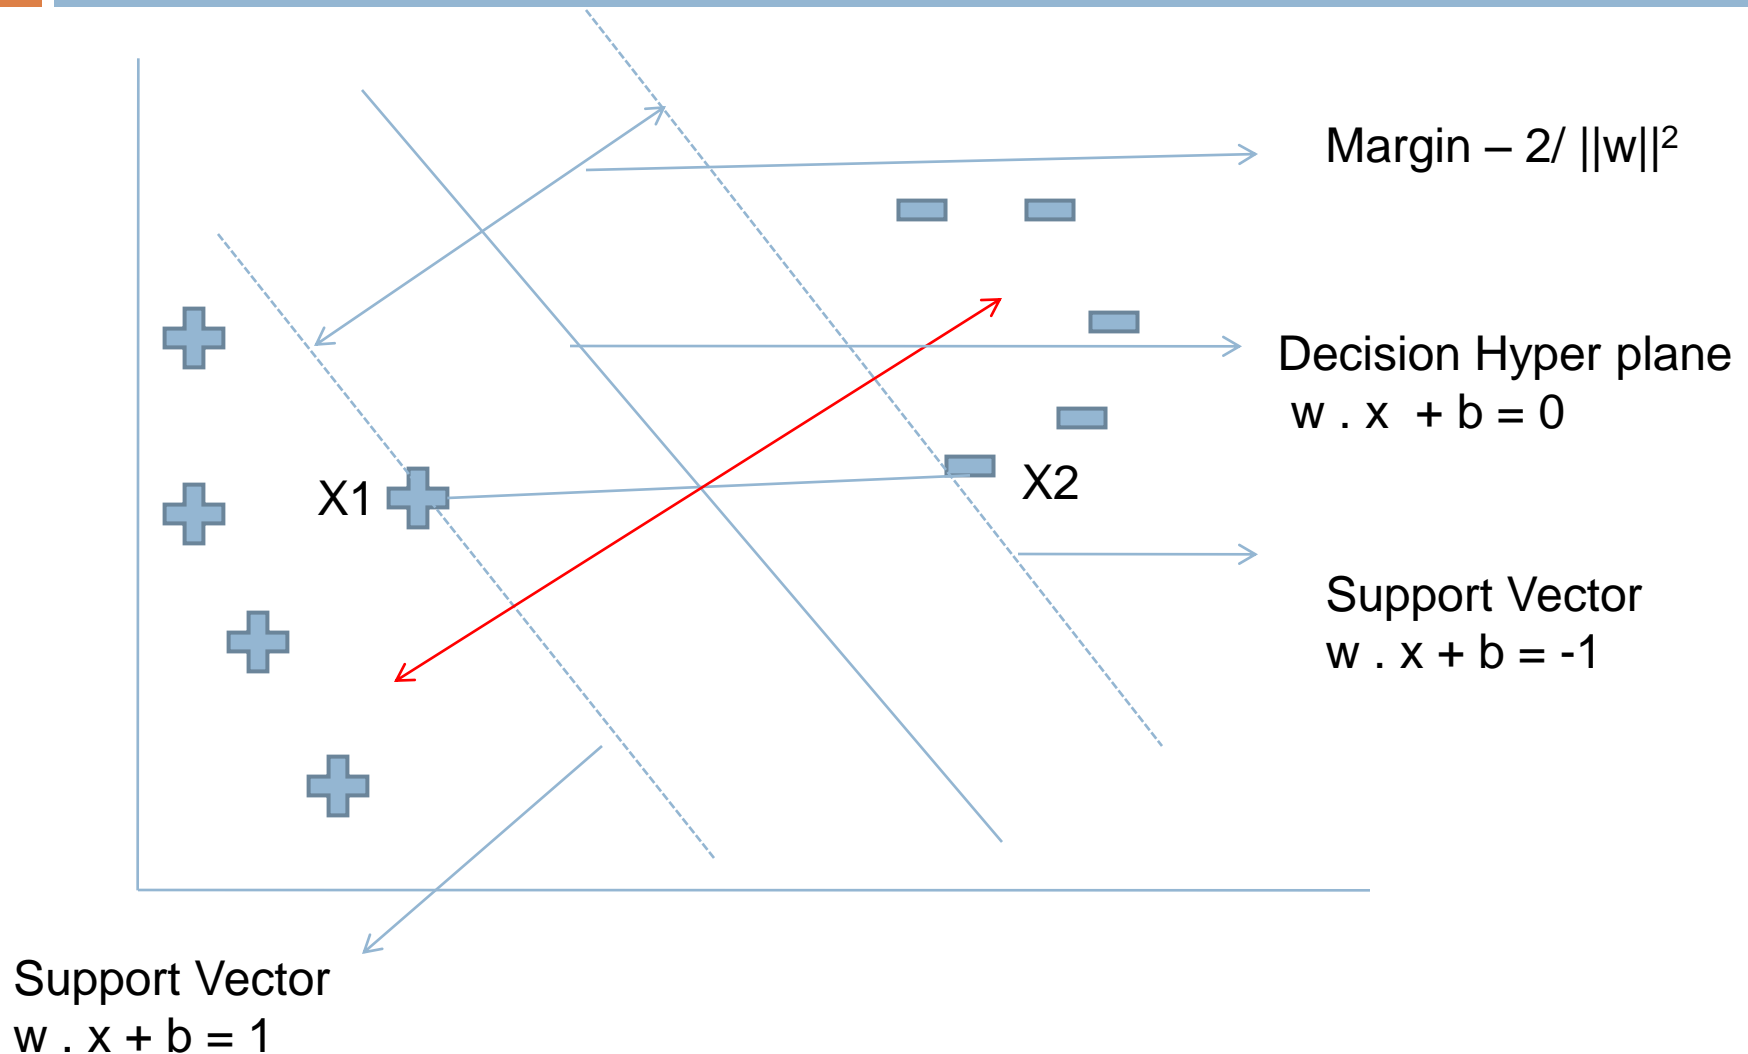 Margin – 2/ ||w||²
Decision Hyper plane
w . x + b = 0
X1
X2
Support Vector
w . x + b = -1
Support Vector
w . x + b = 1